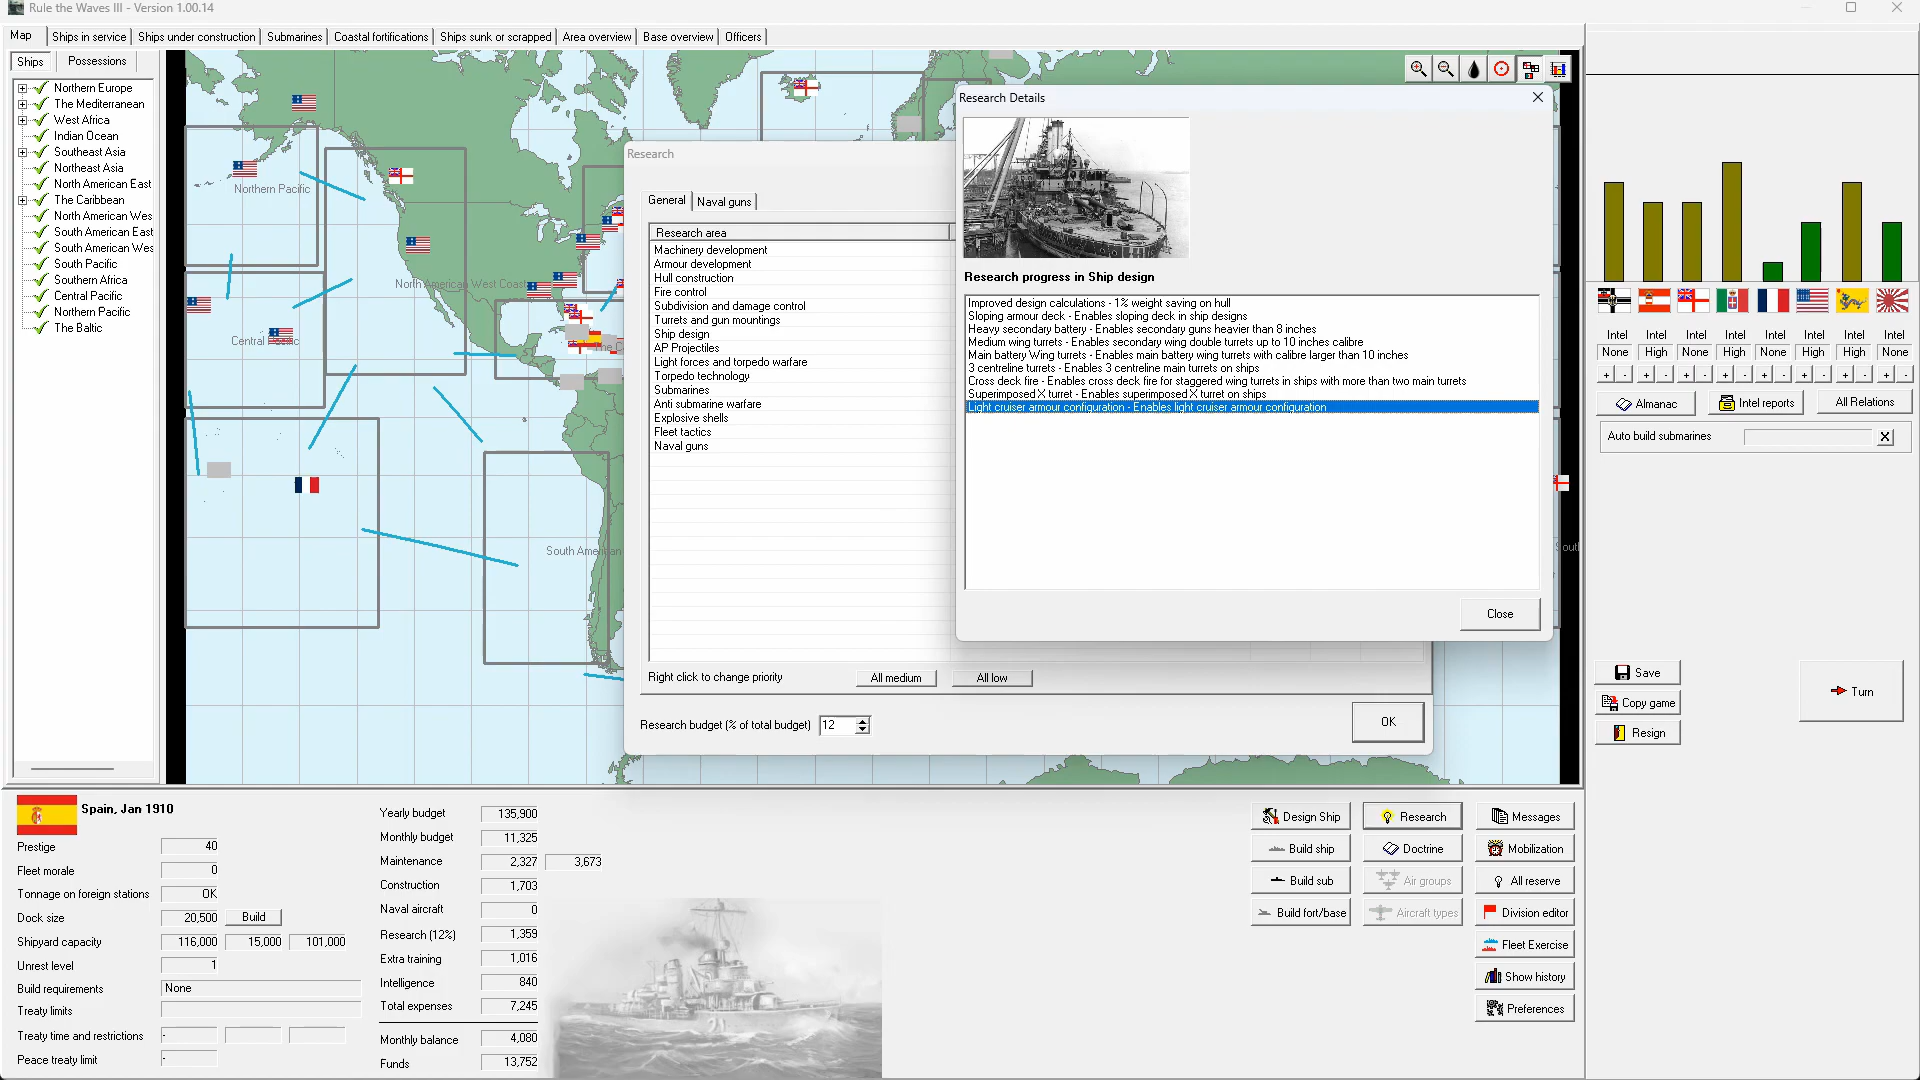 Rule the Waves III - Version 1.00.14
Map
Ships in service
Ships under construction
Submarines
Coastal fortifications
Ships sunk or scrapped
Area overview
Base overview
Officers
Ships
Possessions
Northern Europe
The Mediterranean
West Africa
Indian Ocean
Southeast Asia
Northeast Asia
North American East
The Caribbean
North American Wes
South American East
South American Wes
South Pacific
Southern Africa
Central Pacific
Northern Pacific
The Baltic
Northern Pacific
North American West Coast
Central Pacific
South American
Research
General
Naval guns
Research area
Machinery development
Armour development
Hull construction
Fire control
Subdivision and damage control
Turrets and gun mountings
Ship design
AP Projectiles
Light forces and torpedo warfare
Torpedo technology
Submarines
Anti submarine warfare
Explosive shells
Fleet tactics
Naval guns
Right click to change priority
All medium
All low
Research budget (% of total budget)
12
OK
Research Details
Research progress in Ship design
Improved design calculations - 1% weight saving on hull
Sloping armour deck - Enables sloping deck in ship designs
Heavy secondary battery - Enables secondary guns heavier than 8 inches
Medium wing turrets - Enables secondary wing double turrets up to 10 inches calibre
Main battery Wing turrets - Enables main battery wing turrets with calibre larger than 10 inches
3 centreline turrets - Enables 3 centreline main turrets on ships
Cross deck fire - Enables cross deck fire for staggered wing turrets in ships with more than two main turrets
Superimposed X turret - Enables superimposed X turret on ships
Light cruiser armour configuration - Enables light cruiser armour configuration
Close
Intel Intel Intel Intel Intel Intel Intel Intel
None High None High None High High None
+ - + - + - + - + - + - + - + -
Almanac
Intel reports
All Relations
Auto build submarines
X
Save
Copy game
Resign
Turn
Spain, Jan 1910
Prestige 40
Fleet morale 0
Tonnage on foreign stations OK
Dock size 20,500 Build
Shipyard capacity 116,000 15,000 101,000
Unrest level 1
Build requirements None
Treaty limits
Treaty time and restrictions -
Peace treaty limit -
Yearly budget 135,900
Monthly budget 11,325
Maintenance 2,327 3,673
Construction 1,703
Naval aircraft 0
Research (12%) 1,359
Extra training 1,016
Intelligence 840
Total expenses 7,245
Monthly balance 4,080
Funds 13,752
Design Ship
Build ship
Build sub
Build fort/base
Research
Doctrine
Air groups
Aircraft types
Messages
Mobilization
All reserve
Division editor
Fleet Exercise
Show history
Preferences